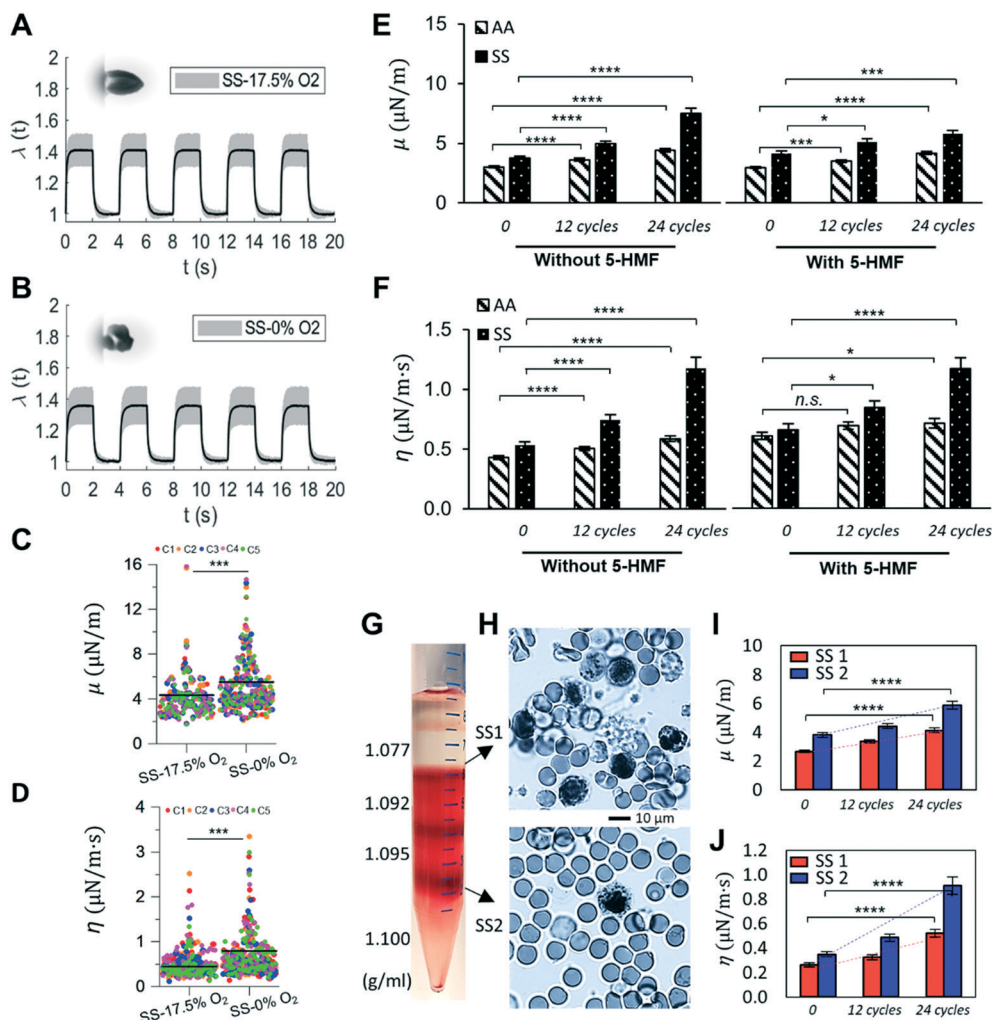 A
2
1.8
1.6
1.4
1.2
1
λ (t)
SS-17.5% O2
0 2 4 6 8 10 12 14 16 18 20
t (s)
B
2
1.8
1.6
1.4
1.2
1
λ (t)
SS-0% O2
0 2 4 6 8 10 12 14 16 18 20
t (s)
C
C1 C2 C3 C4 C5
16
12
8
4
0
μ (μN/m)
***
SS-17.5% O₂ SS-0% O₂
D
C1 C2 C3 C4 C5
4
3
2
1
0
η (μN/m·s)
***
SS-17.5% O₂ SS-0% O₂
E
15
10
5
0
μ (μN/m)
AA
SS
****
****
****
****
***
****
*
***
0 12 cycles 24 cycles 0 12 cycles 24 cycles
Without 5-HMF With 5-HMF
F
1.5
1.0
0.5
0.0
η (μN/m·s)
AA
SS
****
****
****
****
****
*
*
n.s.
0 12 cycles 24 cycles 0 12 cycles 24 cycles
Without 5-HMF With 5-HMF
G
1.077
1.092
1.095
1.100
(g/ml)
SS1
SS2
H
10 μm
I
10
8
6
4
2
0
μ (μN/m)
SS 1
SS 2
****
****
0 12 cycles 24 cycles
J
1.2
1.0
0.8
0.6
0.4
0.2
0.0
η (μN/m·s)
SS 1
SS 2
****
****
0 12 cycles 24 cycles